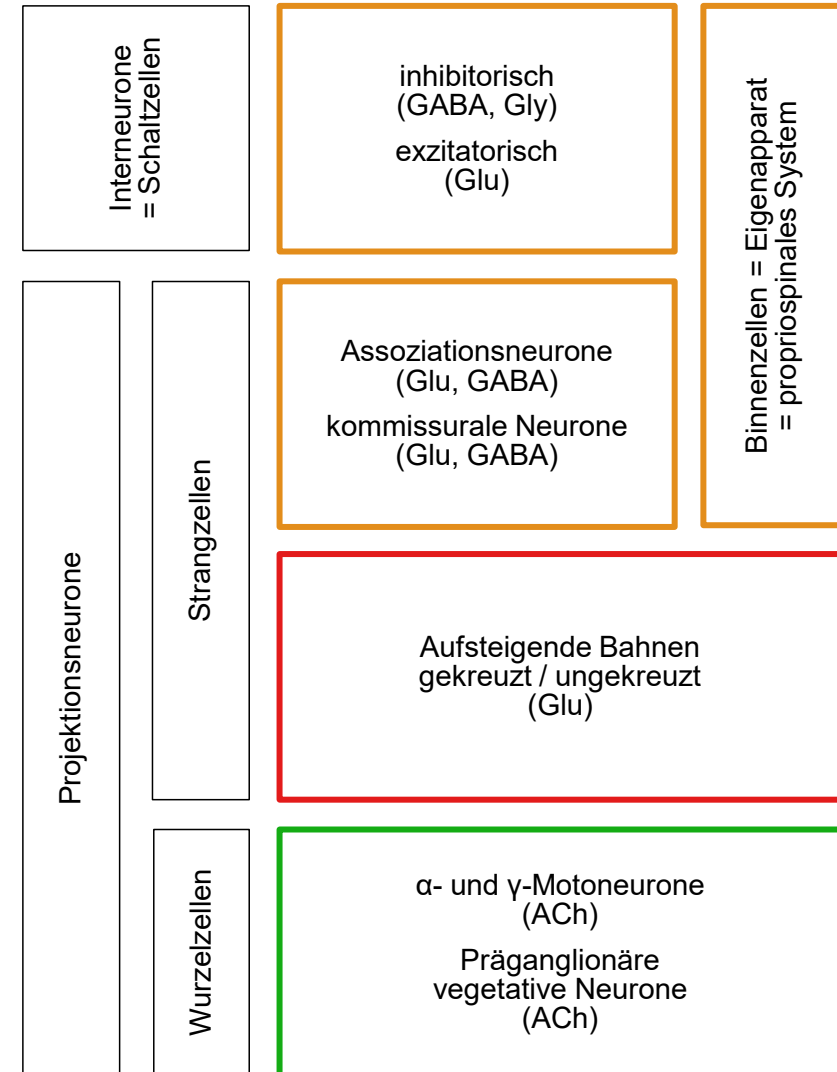 Interneurone
= Schaltzellen
inhibitorisch
(GABA, Gly)
exzitatorisch
(Glu)
Binnenzellen = Eigenapparat
= propriospinales System
Projektionsneurone
Strangzellen
Assoziationsneurone
(Glu, GABA)
kommissurale Neurone
(Glu, GABA)
Aufsteigende Bahnen
gekreuzt / ungekreuzt
(Glu)
Wurzelzellen
α- und γ-Motoneurone
(ACh)
Präganglionäre
vegetative Neurone
(ACh)